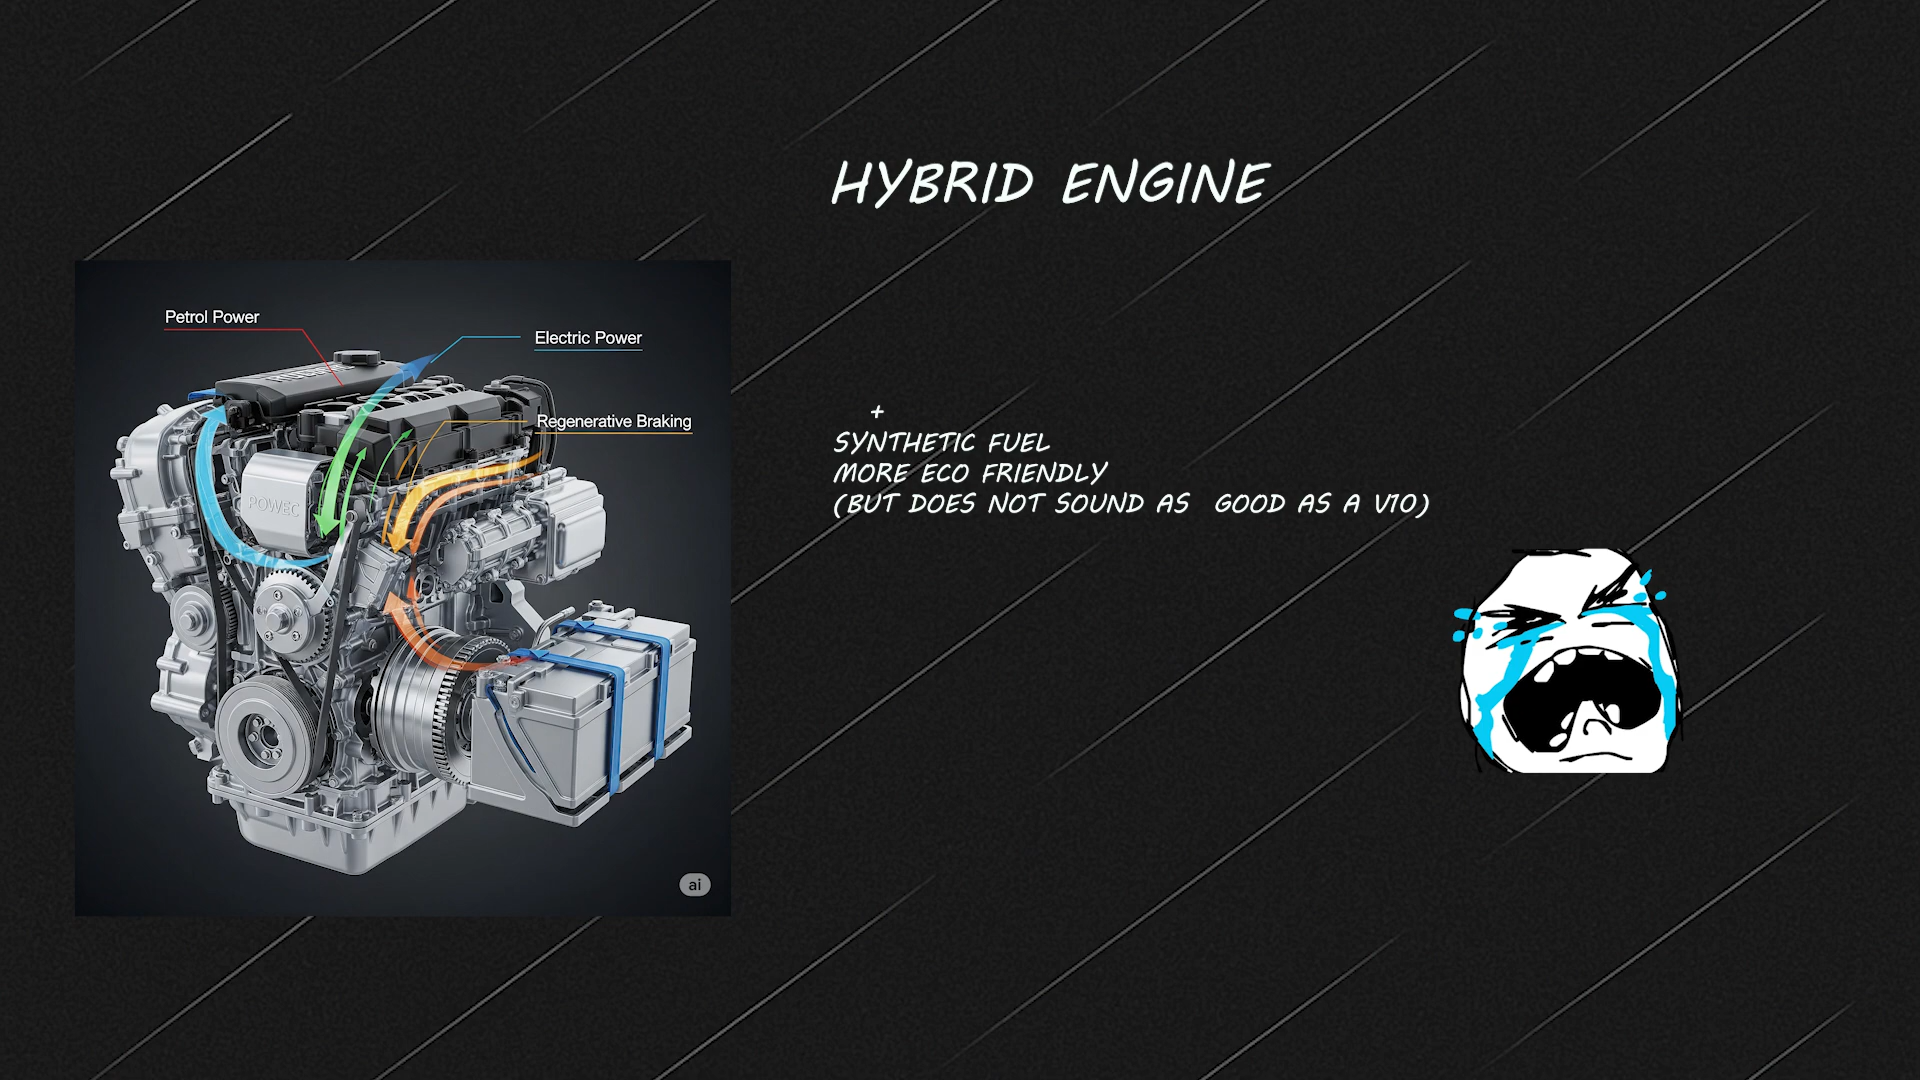 HYBRID ENGINE
Petrol Power
Electric Power
Regenerative Braking
POWEC
ai
+
SYNTHETIC FUEL
MORE ECO FRIENDLY
(BUT DOES NOT SOUND AS GOOD AS A V10)